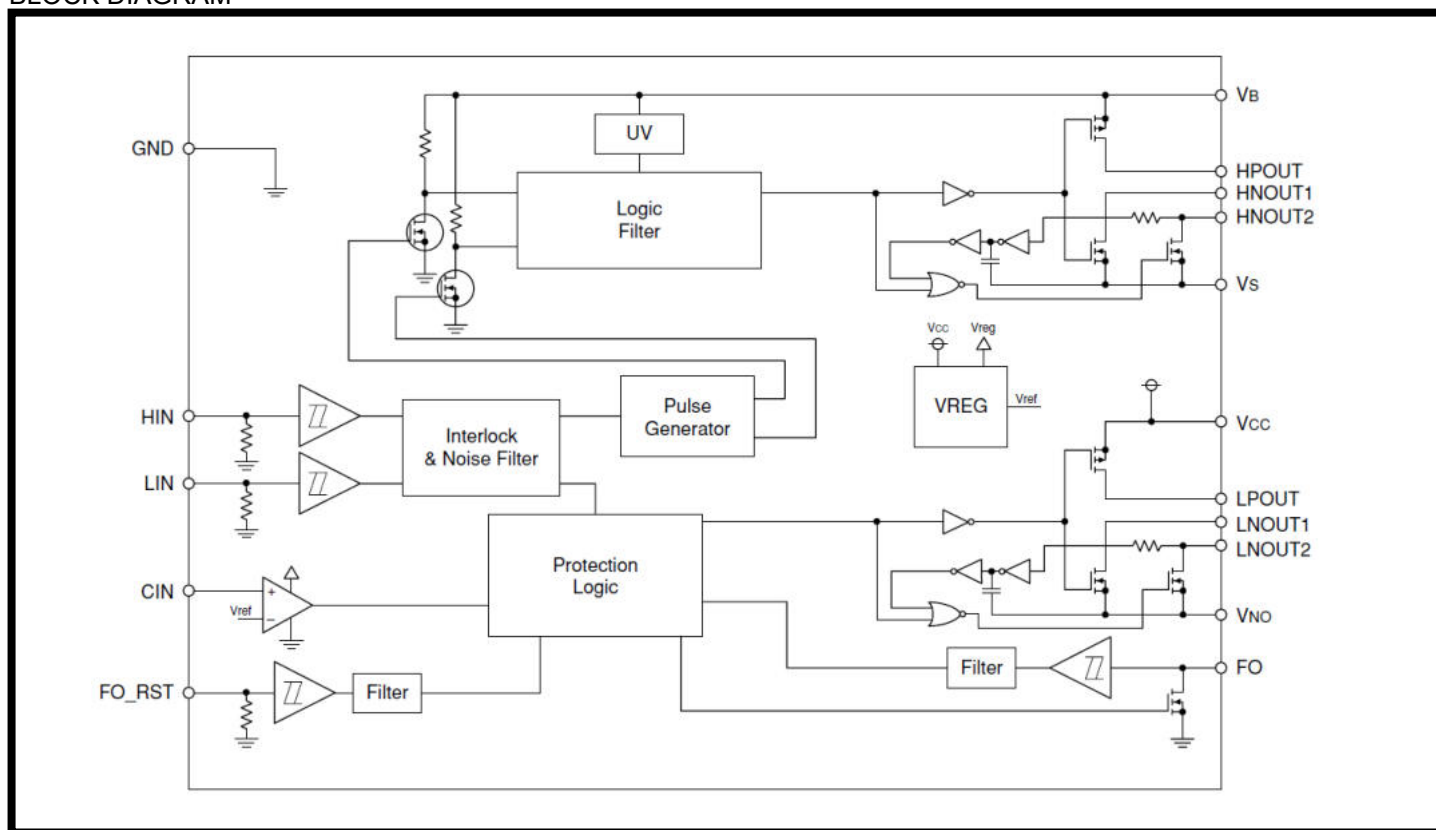 BLOCK DIAGRAM
VB
UV
GND
HPOUT
HNOUT1
HNOUT2
Logic
Filter
VS
Vcc Vreg
VREG
Vref
HIN
Pulse
Generator
Interlock
& Noise Filter
VCC
LIN
LPOUT
LNOUT1
LNOUT2
Protection
Logic
CIN
+
Vref
−
VNO
Filter
FO
FO_RST
Filter